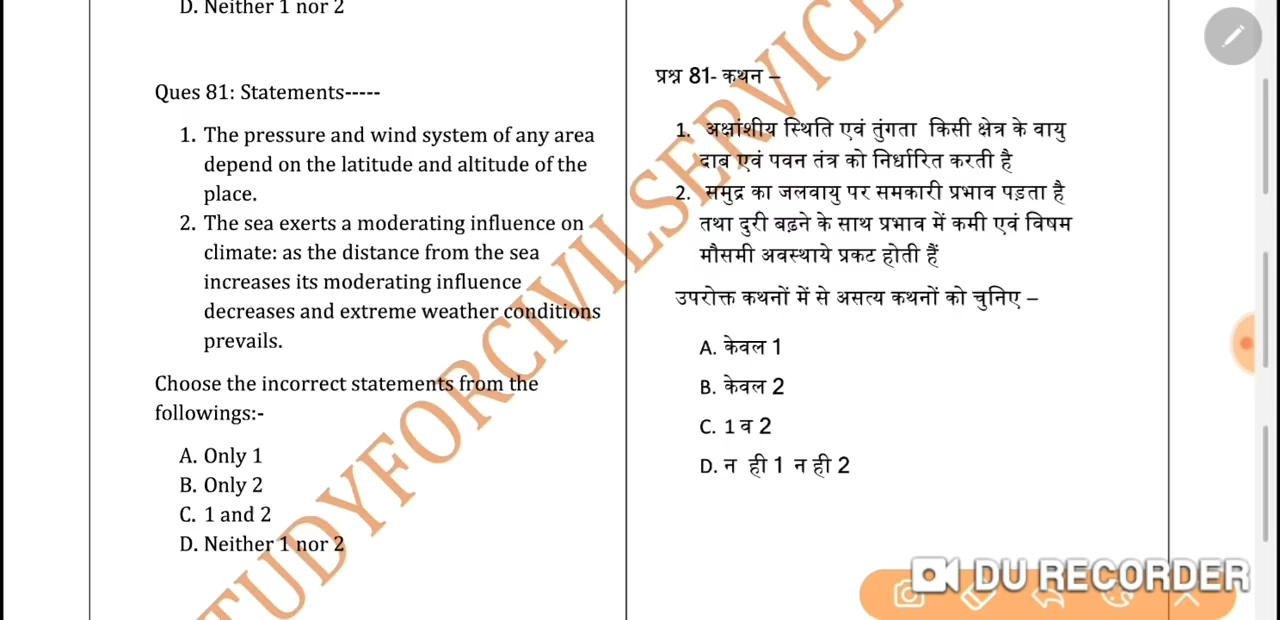 D. Neither 1 nor 2
Ques 81: Statements-----
1. The pressure and wind system of any area
depend on the latitude and altitude of the
place.
2. The sea exerts a moderating influence on
climate: as the distance from the sea
increases its moderating influence
decreases and extreme weather conditions
prevails.
Choose the incorrect statements from the
followings:-
A. Only 1
B. Only 2
C. 1 and 2
D. Neither 1 nor 2
प्रश्न 81- कथन –
1. अक्षांशीय स्थिति एवं तुंगता किसी क्षेत्र के वायु
दाब एवं पवन तंत्र को निर्धारित करती है
2. समुद्र का जलवायु पर समकारी प्रभाव पड़ता है
तथा दुरी बढ़ने के साथ प्रभाव में कमी एवं विषम
मौसमी अवस्थाये प्रकट होती हैं
उपरोक्त कथनों में से असत्य कथनों को चुनिए –
A. केवल 1
B. केवल 2
C. 1 व 2
D. न ही 1 न ही 2
TUDYFORCIVILSERVICE
DU RECORDER